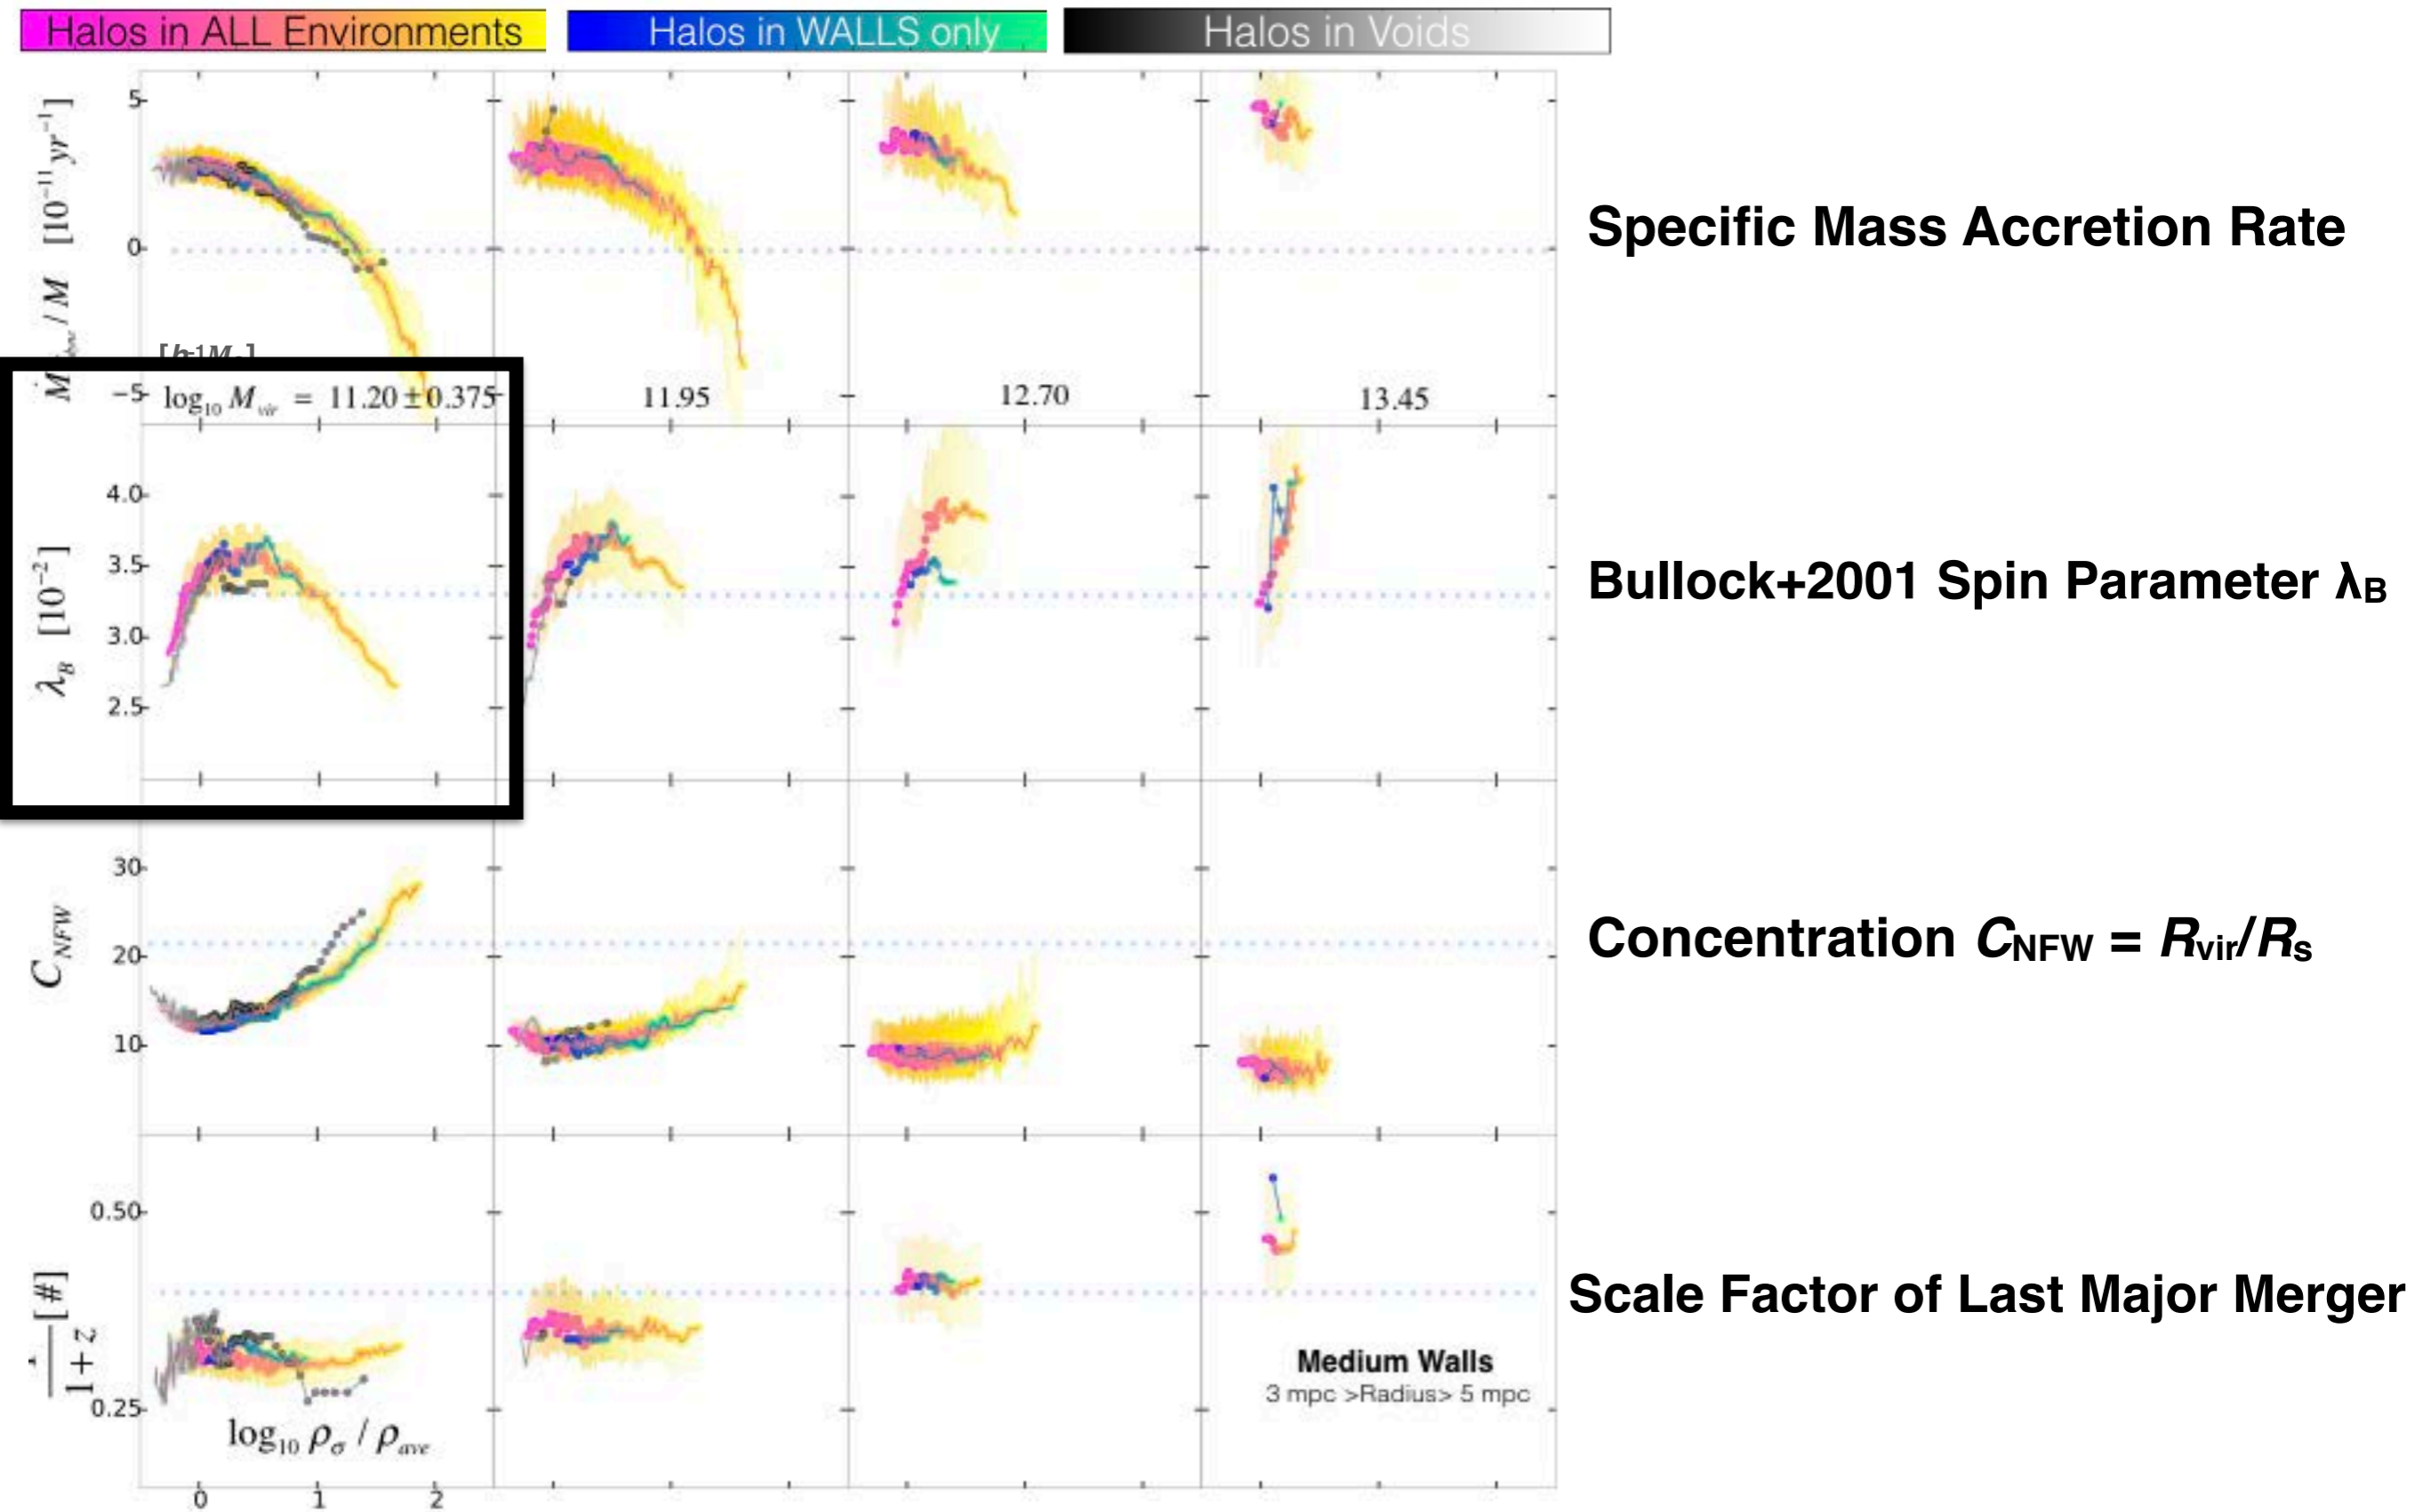 Halos in ALL Environments
Halos in WALLS only
Halos in Voids
5
0
-5
/ M [10⁻¹¹ yr⁻¹]
log₁₀ M_vir = 11.20 ± 0.375
11.95
12.70
13.45
Specific Mass Accretion Rate
4.0
3.5
3.0
2.5
λ_B [10⁻²]
Bullock+2001 Spin Parameter λ_B
30
20
10
C_NFW
Concentration C_NFW = R_vir/R_s
0.50
0.25
1+z [#]
Scale Factor of Last Major Merger
Medium Walls
3 mpc >Radius> 5 mpc
log₁₀ ρ_σ / ρ_ave
0 1 2